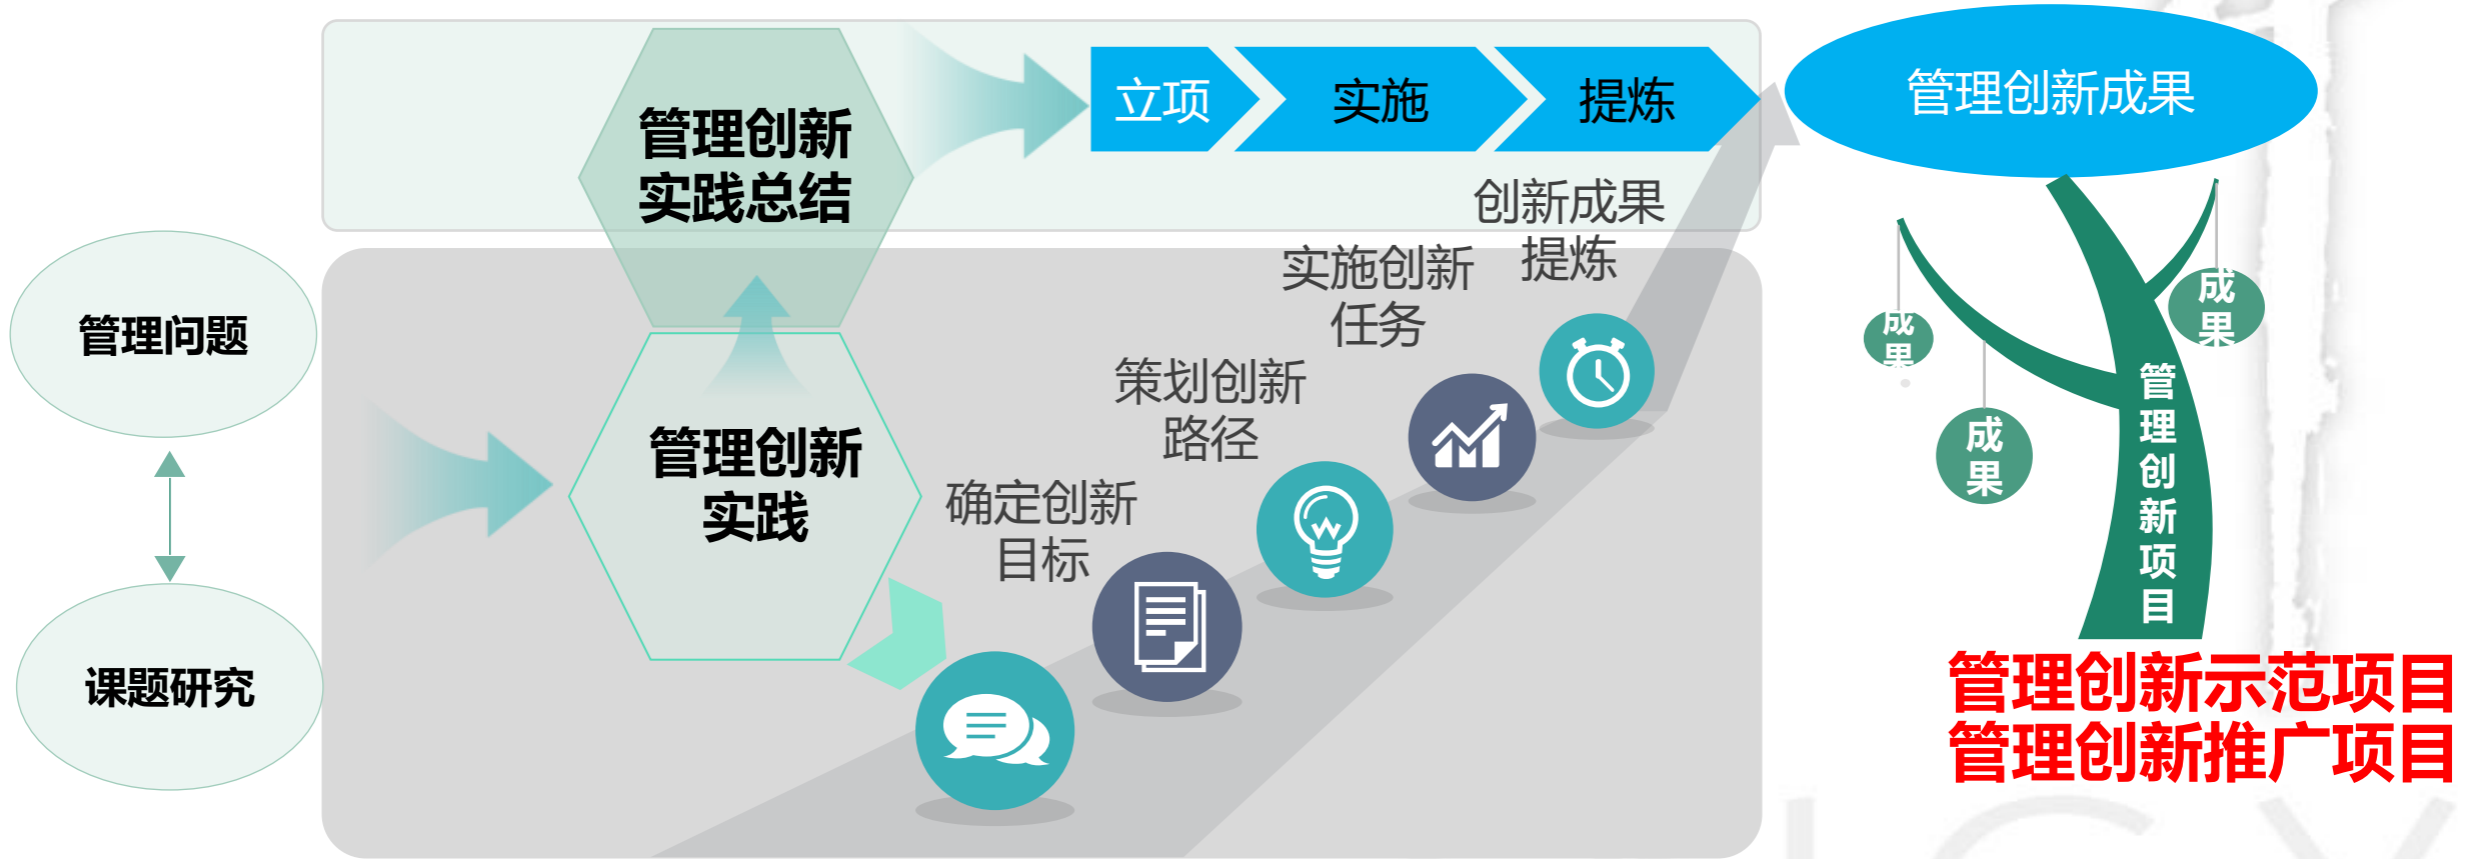 管理创新
实践总结
立项
实施
提炼
管理创新成果
管理问题
课题研究
管理创新
实践
确定创新
目标
策划创新
路径
实施创新
任务
创新成果
提炼
成
果
成
果
成
果
管
理
创
新
项
目
管理创新示范项目
管理创新推广项目